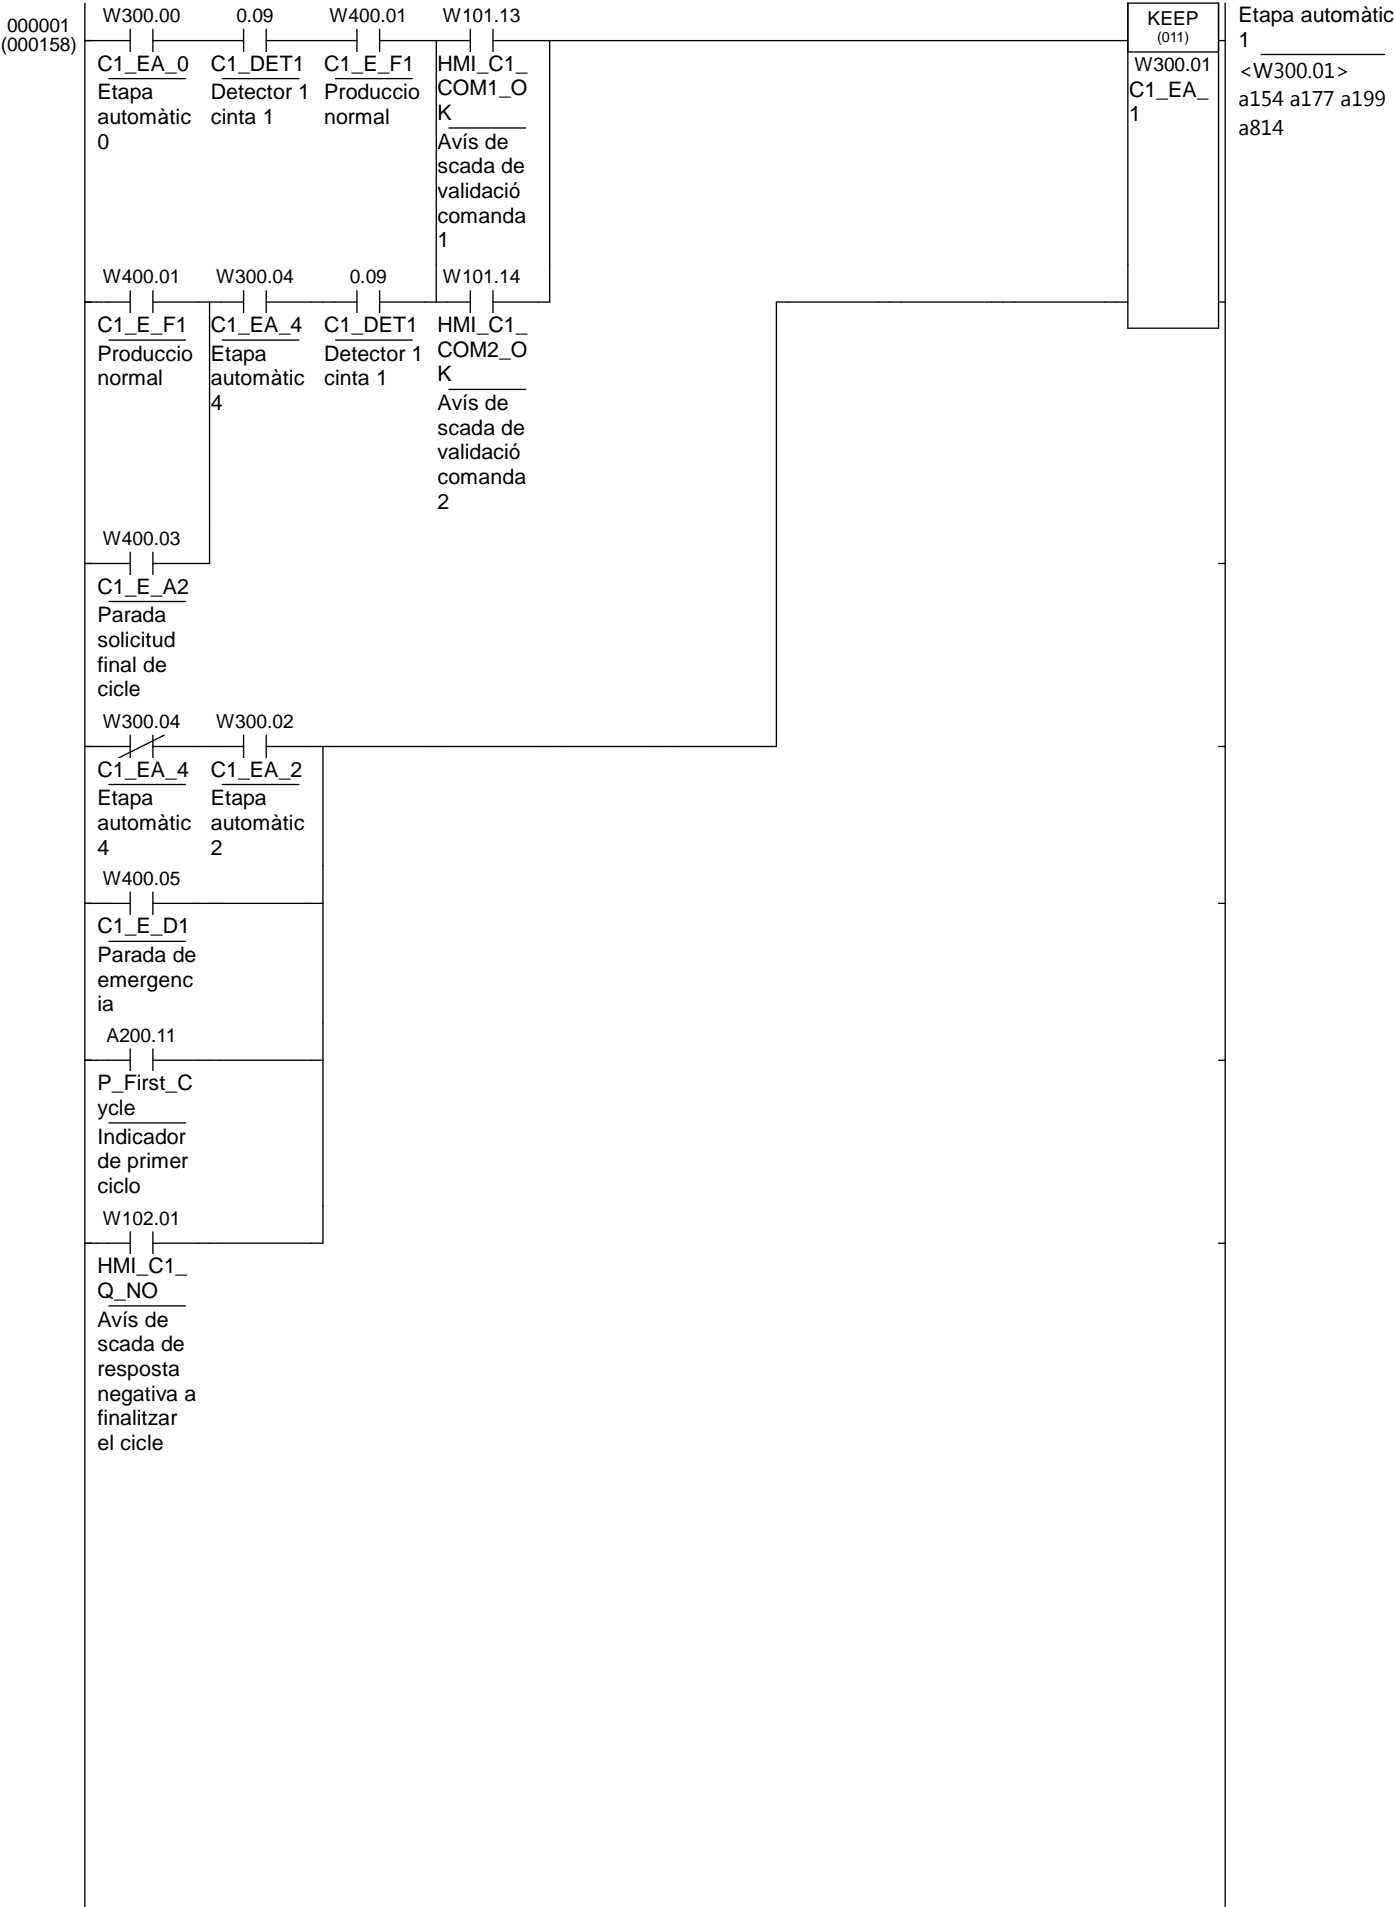 000001
(000158)
W300.00 0.09 W400.01 W101.13
C1_EA_0 C1_DET1 C1_E_F1 HMI_C1_
COM1_O
K
Etapa
automàtic
0
Detector 1
cinta 1
Produccio
normal
Avís de
scada de
validació
comanda
1
KEEP
(011)
W300.01
C1_EA_
1
Etapa automàtic
1
<W300.01>
a154 a177 a199
a814
W400.01 W300.04 0.09 W101.14
C1_E_F1 C1_EA_4 C1_DET1 HMI_C1_
COM2_O
K
Produccio
normal
Etapa
automàtic
4
Detector 1
cinta 1
Avís de
scada de
validació
comanda
2
W400.03
C1_E_A2
Parada
solicitud
final de
cicle
W300.04 W300.02
C1_EA_4 C1_EA_2
Etapa
automàtic
4
Etapa
automàtic
2
W400.05
C1_E_D1
Parada de
emergenc
ia
A200.11
P_First_C
ycle
Indicador
de primer
ciclo
W102.01
HMI_C1_
Q_NO
Avís de
scada de
resposta
negativa a
finalitzar
el cicle